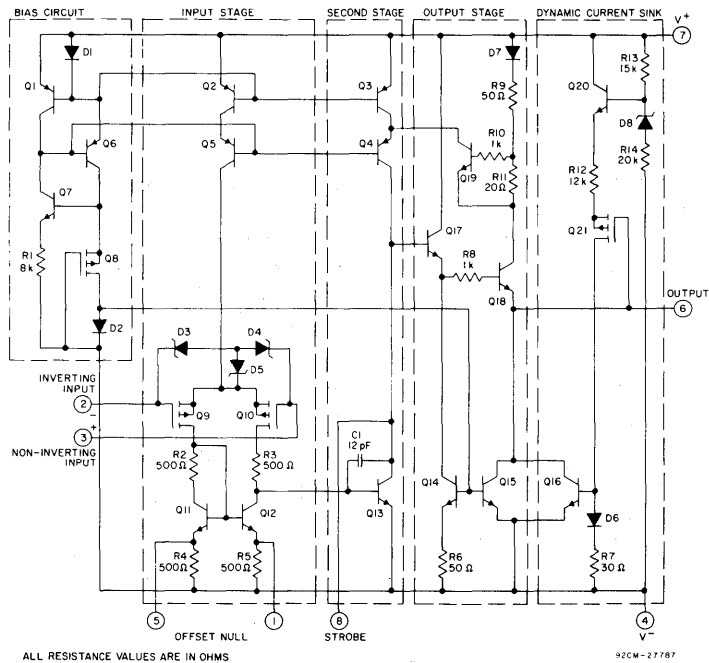 BIAS CIRCUIT
INPUT STAGE
SECOND STAGE
OUTPUT STAGE
DYNAMIC CURRENT SINK
V+
7
D1
Q1
Q2
Q3
D7
R9
50Ω
Q20
R13
15k
D8
R14
20k
Q6
Q5
Q4
R10
1k
Q19
R11
20Ω
R12
12k
Q7
Q17
Q21
R1
8k
Q8
R8
1k
Q18
OUTPUT
6
D2
D3
D4
D5
INVERTING
INPUT
2
-
Q9
Q10
+
3
NON-INVERTING
INPUT
C1
12pF
R2
500Ω
R3
500Ω
Q11
Q12
Q13
Q14
Q15
Q16
D6
R4
500Ω
R5
500Ω
R6
50Ω
R7
30Ω
5
1
8
4
OFFSET NULL
STROBE
V-
ALL RESISTANCE VALUES ARE IN OHMS
92CM-27787